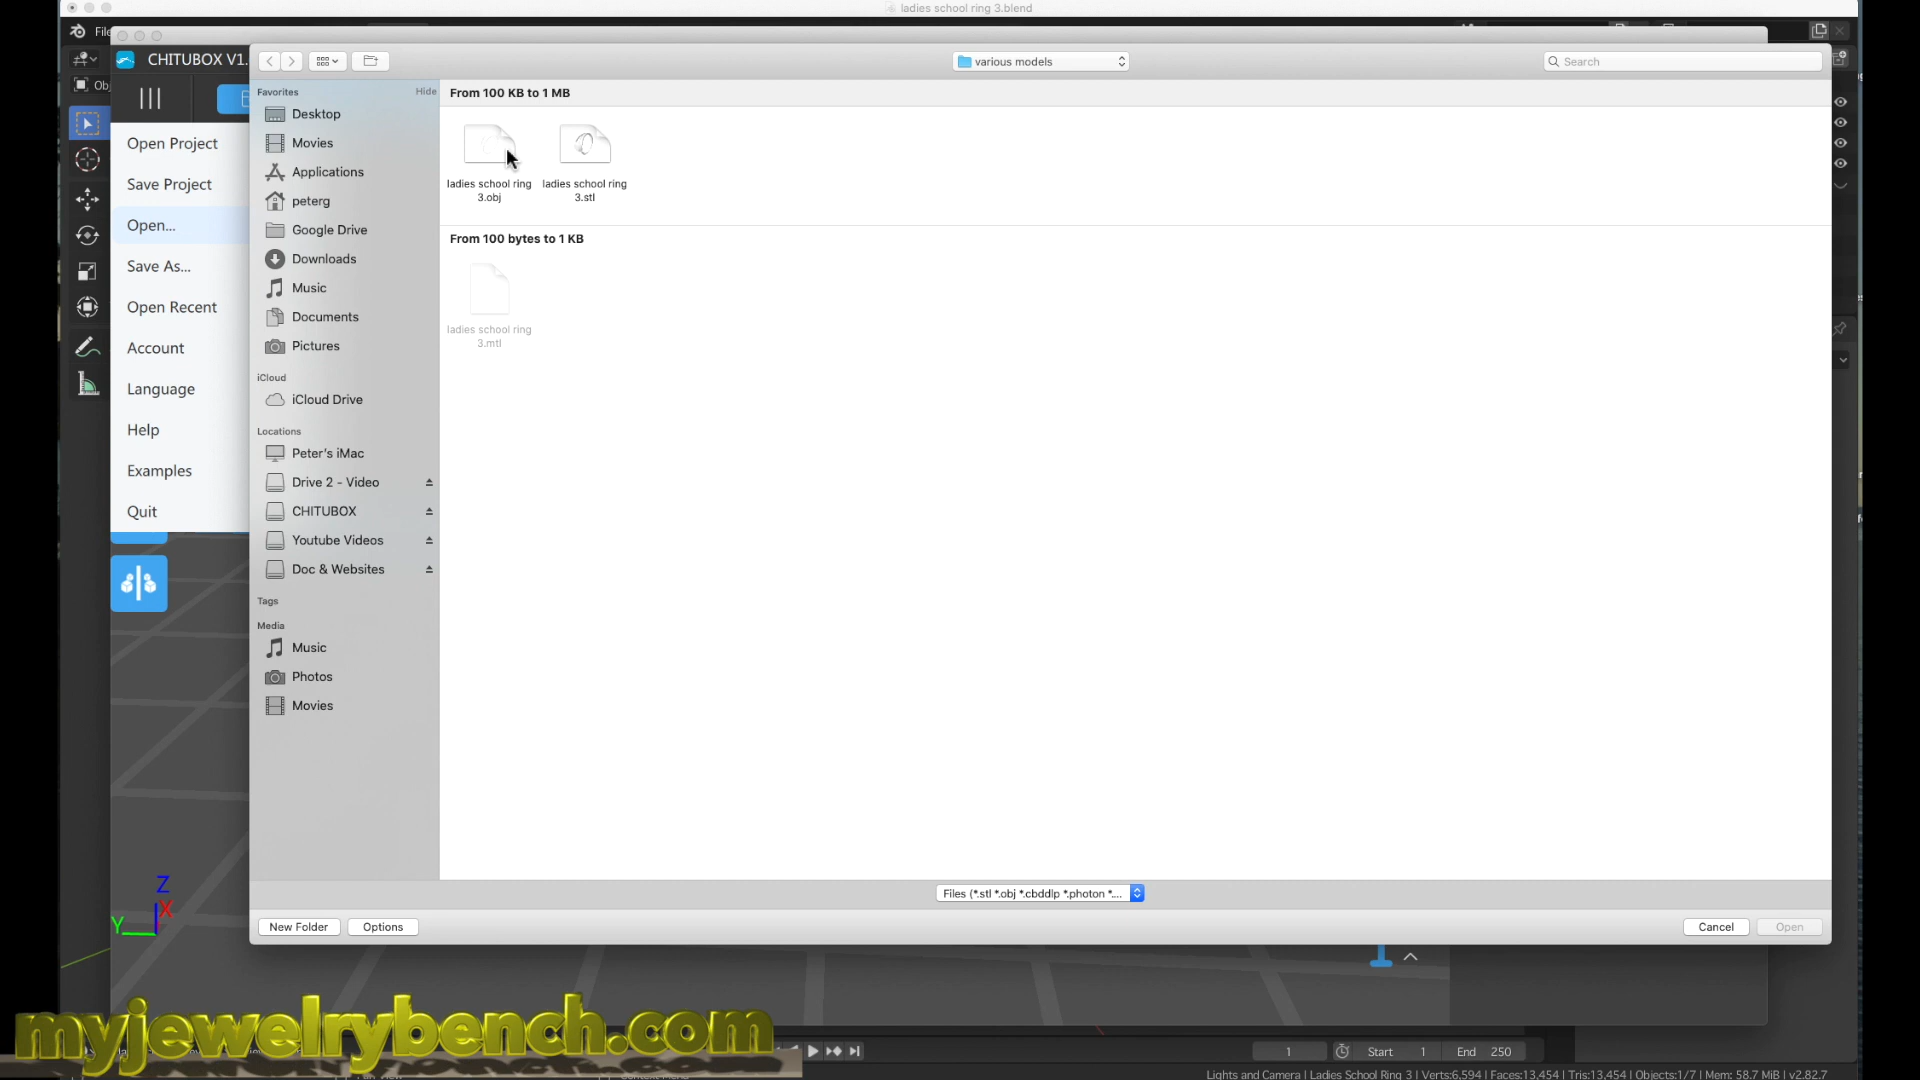 ladies school ring 3.blend
File
CHITUBOX V1.
various models
Search
Obj
Open Project
Save Project
Open...
Save As...
Open Recent
Account
Language
Help
Examples
Quit
Favorites
Hide
Desktop
Movies
Applications
peterg
Google Drive
Downloads
Music
Documents
Pictures
iCloud
iCloud Drive
Locations
Peter's iMac
Drive 2 - Video
CHITUBOX
Youtube Videos
Doc & Websites
Tags
Media
Music
Photos
Movies
From 100 KB to 1 MB
ladies school ring
3.obj
ladies school ring
3.stl
From 100 bytes to 1 KB
ladies school ring
3.mtl
Files (*.stl *.obj *.cbddlp *.photon *....
New Folder
Options
Cancel
Open
Z
X
Y
myjewelrybench.com
1
Start 1
End 250
Lights and Camera | Ladies School Ring 3 | Verts:6,594 | Faces:13,454 | Tris:13,454 | Objects:1/7 | Mem: 58.7 MiB | v2.82.7